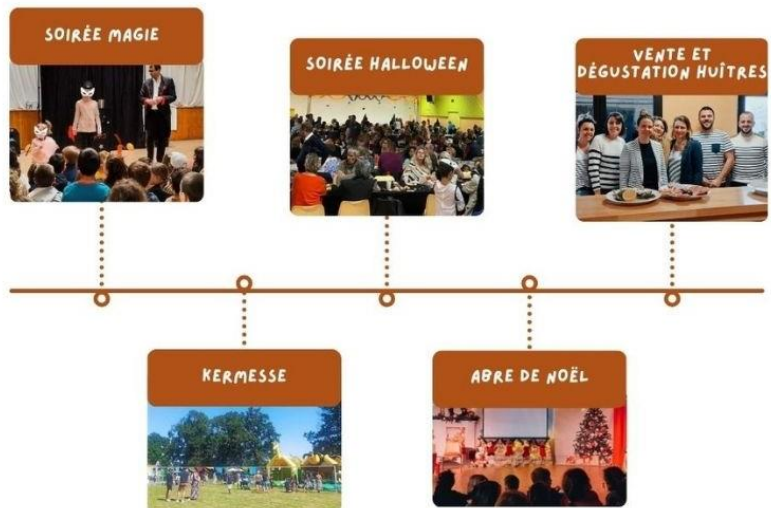 SOIRÉE MAGIE
SOIRÉE HALLOWEEN
VENTE ET
DÉGUSTATION HUÎTRES
KERMESSE
ABRE DE NOËL